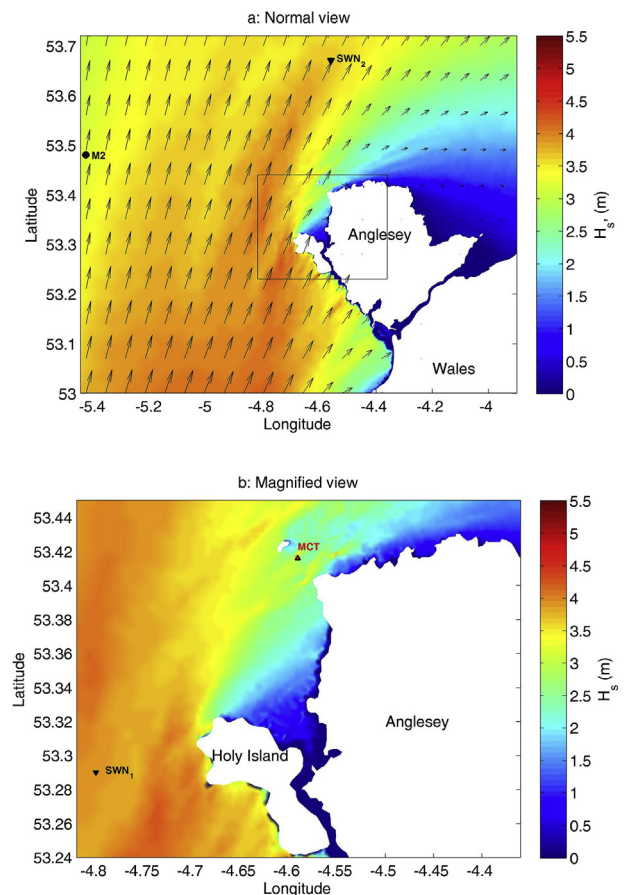 a: Normal view
53.7
53.6
53.5
53.4
53.3
53.2
53.1
53
Latitude
SWN2
M2
Anglesey
Wales
-5.4 -5.2 -5 -4.8 -4.6 -4.4 -4.2 -4
Longitude
5.5
5
4.5
4
3.5
3
2.5
2
1.5
1
0.5
0
Hs, (m)
b: Magnified view
53.44
53.42
53.4
53.38
53.36
53.34
53.32
53.3
53.28
53.26
53.24
Latitude
MCT
Anglesey
Holy Island
SWN1
-4.8 -4.75 -4.7 -4.65 -4.6 -4.55 -4.5 -4.45 -4.4
Longitude
5.5
5
4.5
4
3.5
3
2.5
2
1.5
1
0.5
0
Hs (m)